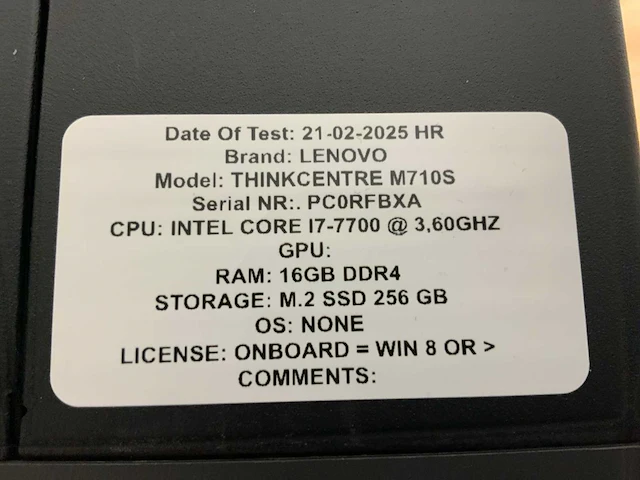 Date Of Test: 21-02-2025 HR
Brand: LENOVO
Model: THINKCENTRE M710S
Serial NR:. PC0RFBXA
CPU: INTEL CORE I7-7700 @ 3,60GHZ
GPU:
RAM: 16GB DDR4
STORAGE: M.2 SSD 256 GB
OS: NONE
LICENSE: ONBOARD = WIN 8 OR >
COMMENTS: